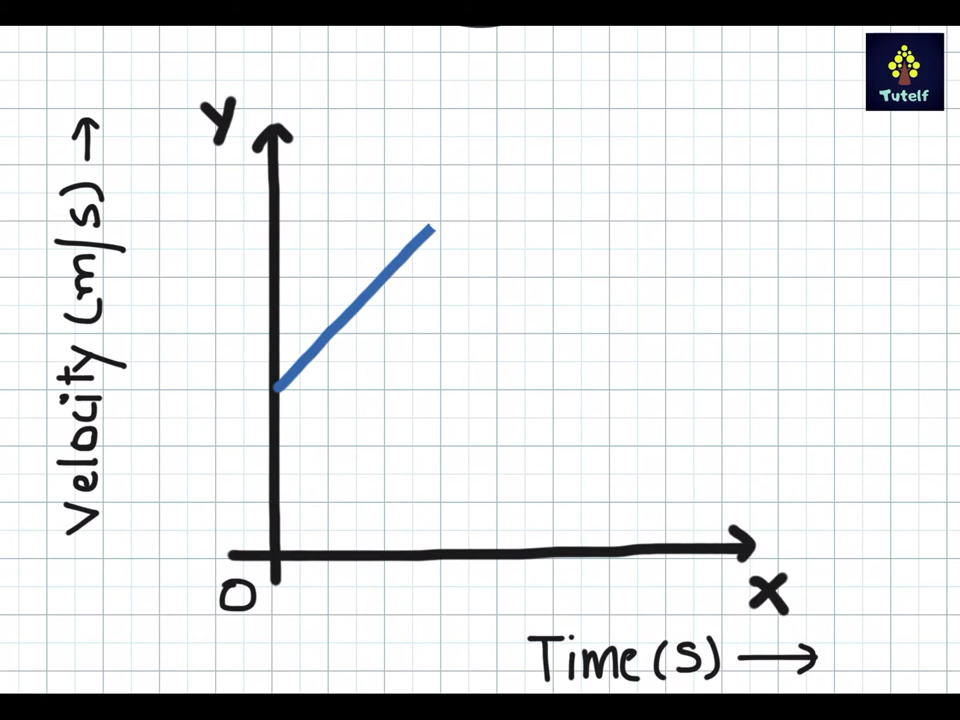 Tutelf
Y
Velocity (m/s) →
O
X
Time (s) →